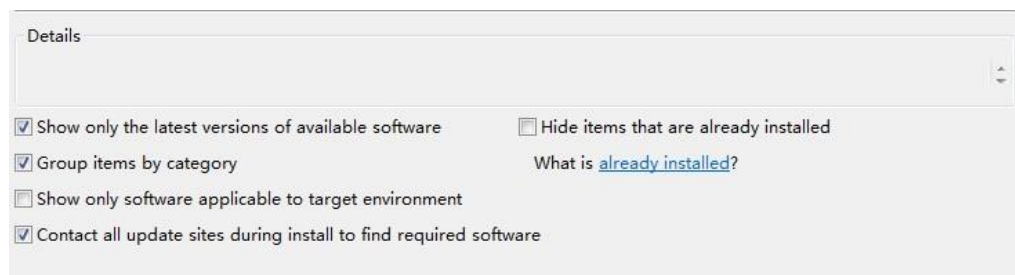 Details
Show only the latest versions of available software
Hide items that are already installed
Group items by category
What is already installed?
Show only software applicable to target environment
Contact all update sites during install to find required software